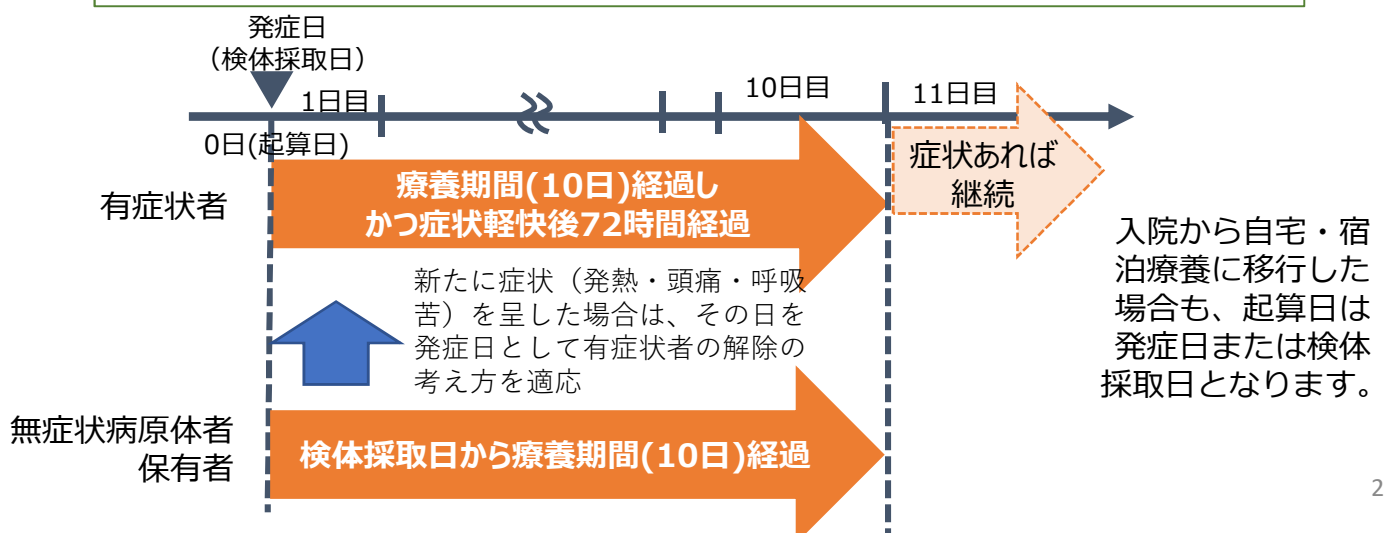 発症日
（検体採取日）
1日目
10日目
11日目
0日(起算日)
有症状者
療養期間(10日)経過し
かつ症状軽快後72時間経過
症状あれば
継続
新たに症状（発熱・頭痛・呼吸
苦）を呈した場合は、その日を
発症日として有症状者の解除の
考え方を適応
入院から自宅・宿
泊療養に移行した
場合も、起算日は
発症日または検体
採取日となります。
無症状病原体者
保有者
検体採取日から療養期間(10日)経過
2